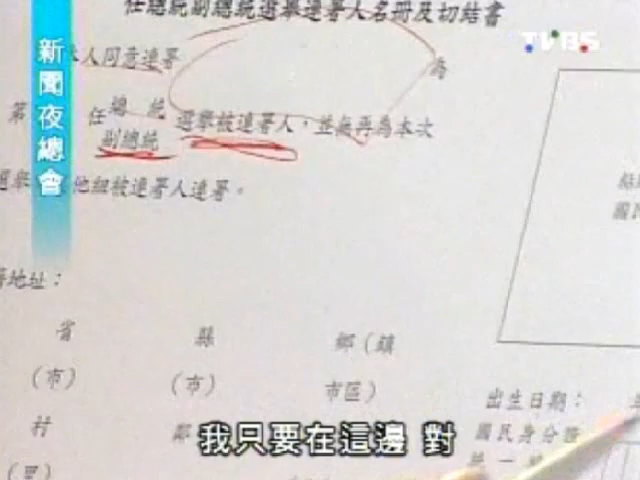 任總統副總統選舉連署人名冊及切結書
TVBS
新聞夜總會
本人同意連署
為
第
任
總統
副總統
選舉被連署人，並無再為本次
選舉
他組被連署人連署。
地址：
省
縣
鄉（鎮
（市）
（市）
市區）
出生日期：
村
鄰
國民身分證
統一
（里）
我只要在這邊 對